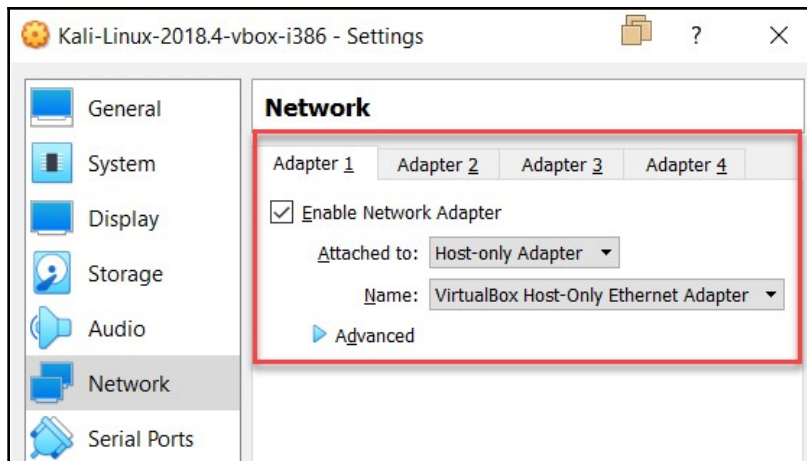 Kali-Linux-2018.4-vbox-i386 - Settings ?
General
System
Display
Storage
Audio
Network
Serial Ports
Network
Adapter 1 Adapter 2 Adapter 3 Adapter 4
Enable Network Adapter
Attached to: Host-only Adapter
Name: VirtualBox Host-Only Ethernet Adapter
Advanced